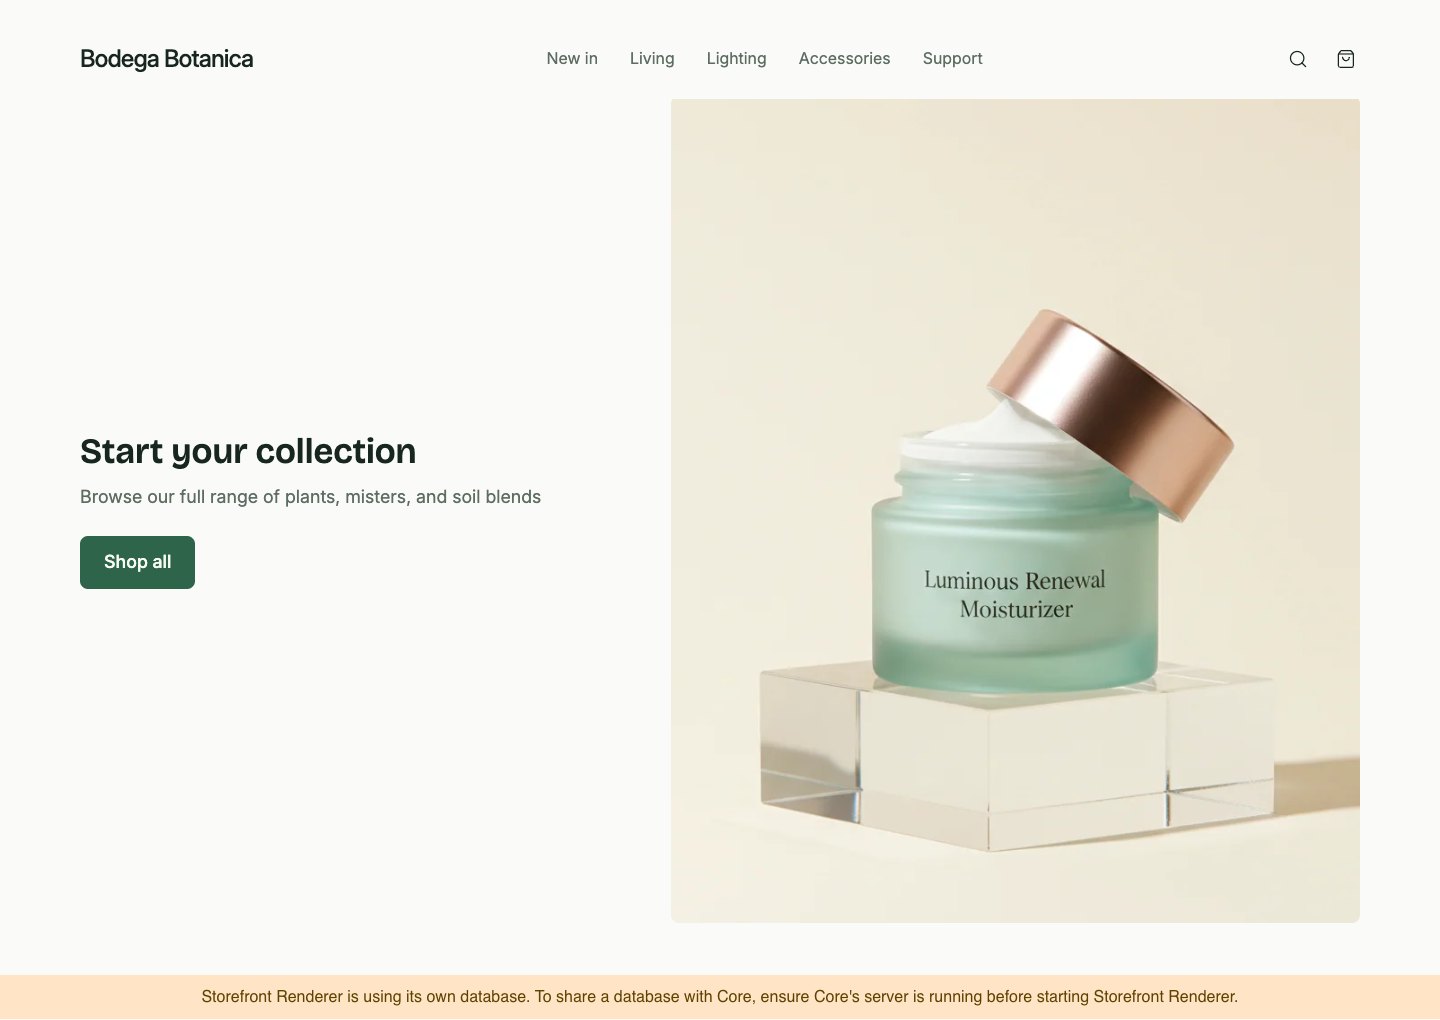 Bodega Botanica
New in
Living
Lighting
Accessories
Support
Start your collection
Browse our full range of plants, misters, and soil blends
Shop all
Luminous Renewal
Moisturizer
Storefront Renderer is using its own database. To share a database with Core, ensure Core's server is running before starting Storefront Renderer.